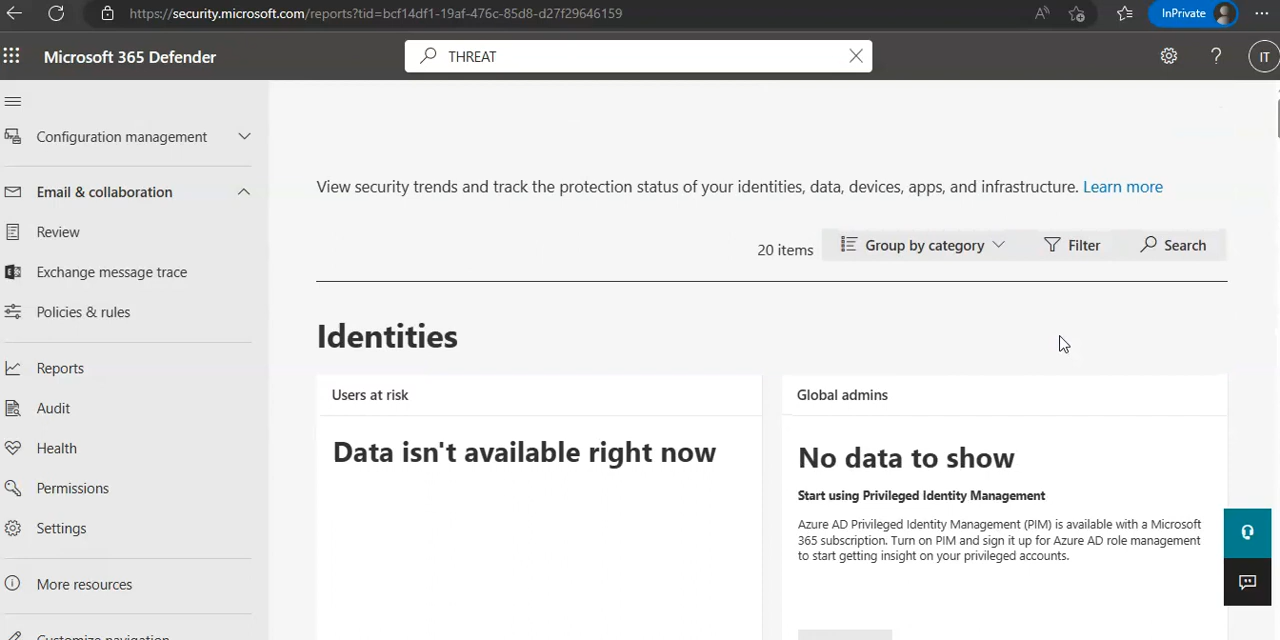 https://security.microsoft.com/reports?tid=bcf14df1-19af-476c-85d8-d27f29646159
InPrivate
Microsoft 365 Defender
THREAT
IT
Configuration management
Email & collaboration
Review
Exchange message trace
Policies & rules
Reports
Audit
Health
Permissions
Settings
More resources
Customize navigation
View security trends and track the protection status of your identities, data, devices, apps, and infrastructure. Learn more
20 items
Group by category
Filter
Search
Identities
Users at risk
Data isn't available right now
Global admins
No data to show
Start using Privileged Identity Management
Azure AD Privileged Identity Management (PIM) is available with a Microsoft
365 subscription. Turn on PIM and sign it up for Azure AD role management
to start getting insight on your privileged accounts.